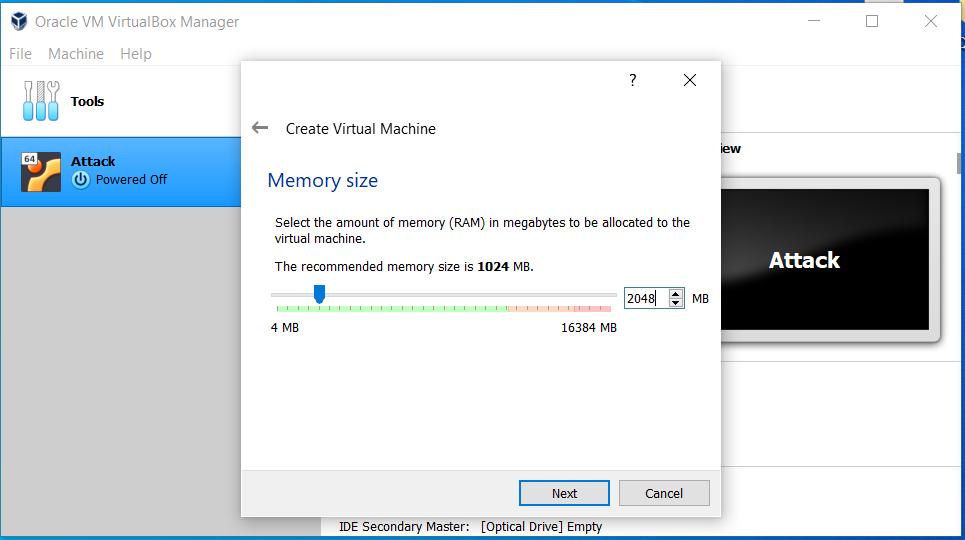 Oracle VM VirtualBox Manager
File Machine Help
Tools
64
Attack
Powered Off
?
Create Virtual Machine
Memory size
Select the amount of memory (RAM) in megabytes to be allocated to the
virtual machine.
The recommended memory size is 1024 MB.
2048 MB
4 MB 16384 MB
Next Cancel
Attack
IDE Secondary Master: [Optical Drive] Empty